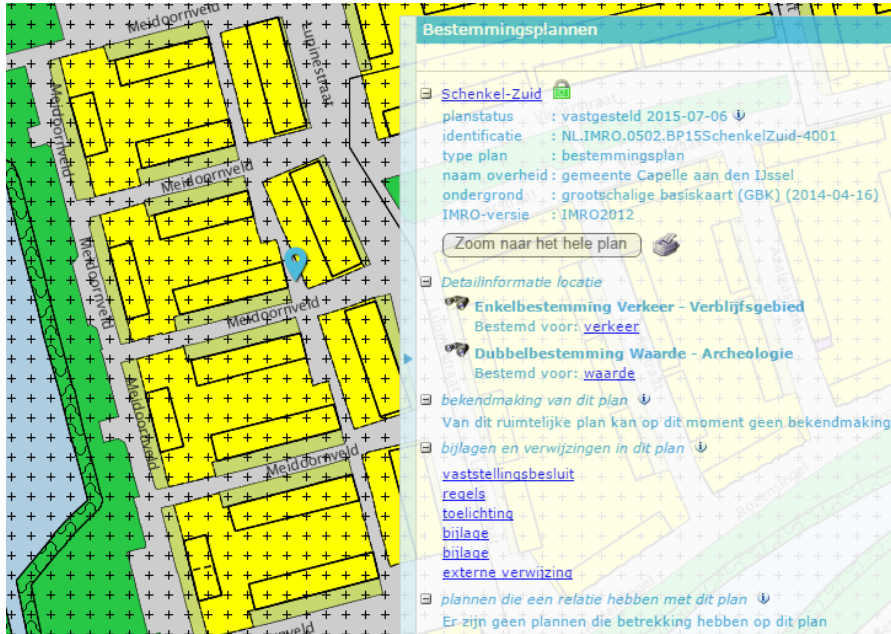 Meidoornveld
Lupinestraat
Meidoornveld
Meidoornveld
Meidoornveld
Meidoornveld
Meidoornveld
Meidoornveld
Bestemmingsplannen
Schenkel-Zuid
planstatus : vastgesteld 2015-07-06
identificatie : NL.IMRO.0502.BP15SchenkelZuid-4001
type plan : bestemmingsplan
naam overheid : gemeente Capelle aan den IJssel
ondergrond : grootschalige basiskaart (GBK) (2014-04-16)
IMRO-versie : IMRO2012
Zoom naar het hele plan
Detailinformatie locatie
Enkelbestemming Verkeer - Verblijfsgebied
Bestemd voor: verkeer
Dubbelbestemming Waarde - Archeologie
Bestemd voor: waarde
bekendmaking van dit plan
Van dit ruimtelijke plan kan op dit moment geen bekendmaking
bijlagen en verwijzingen in dit plan
vaststellingsbesluit
regels
toelichting
bijlage
bijlage
externe verwijzing
plannen die een relatie hebben met dit plan
Er zijn geen plannen die betrekking hebben op dit plan